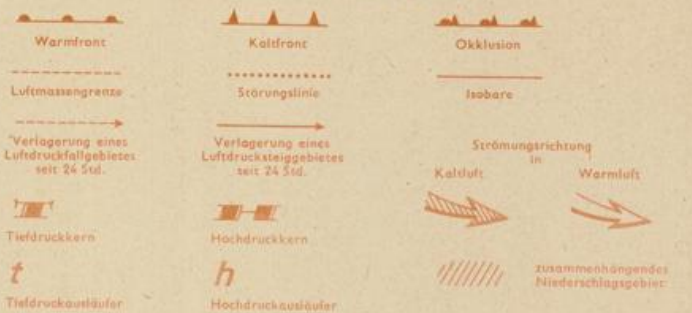 Warmfront
Kaltfront
Okklusion
Luftmassengrenze
Störungslinie
Isobare
Verlagerung eines
Luftdruckfallgebietes
seit 24 Std.
Verlagerung eines
Luftdrucksteiggebietes
seit 24 Std.
Strömungsrichtung
in
Kaltluft
Warmluft
Tiefdruckkern
Hochdruckkern
t
h
zusammenhängendes
Niederschlagsgebiet
Tiefdruckausläufer
Hochdruckausläufer